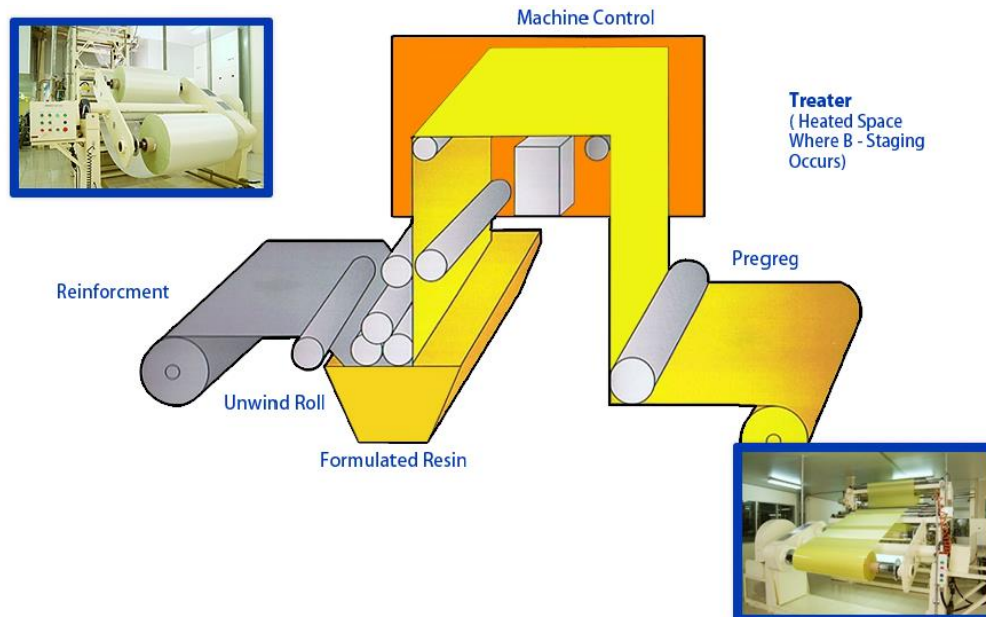 Machine Control
Treater
( Heated Space
Where B - Staging
Occurs)
Pregreg
Reinforcment
Unwind Roll
Formulated Resin